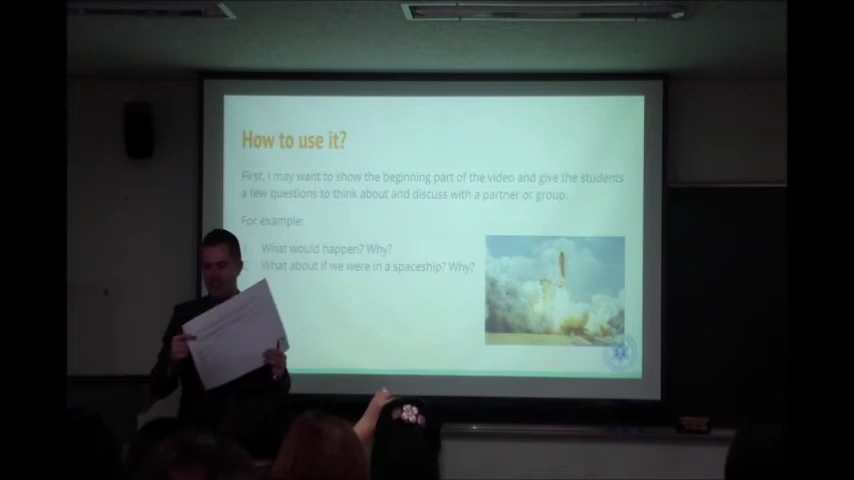 How to use it?
First, I may want to show the beginning part of the video and give the students
a few questions to think about and discuss with a partner or group.
For example:
What would happen? Why?
What about if we were in a spaceship? Why?